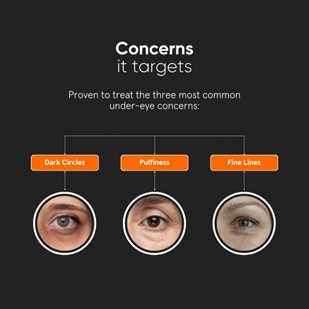 Concerns
it targets
Proven to treat the three most common
under-eye concerns:
Dark Circles
Puffiness
Fine Lines